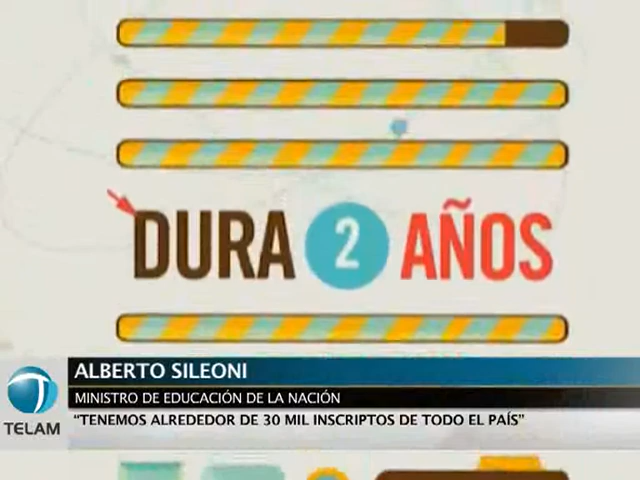 DURA 2 AÑOS
ALBERTO SILEONI
MINISTRO DE EDUCACIÓN DE LA NACIÓN
"TENEMOS ALREDEDOR DE 30 MIL INSCRIPTOS DE TODO EL PAÍS"
TELAM